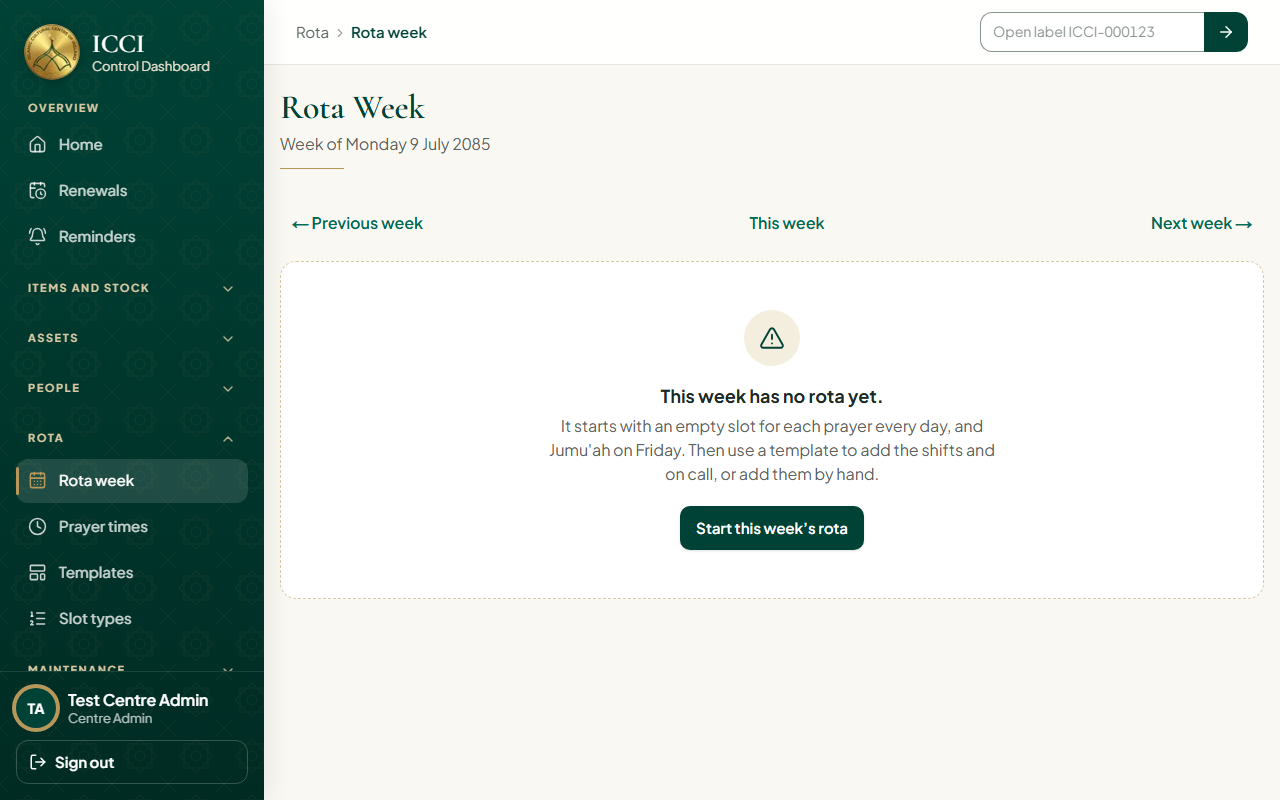 ICCI
Control Dashboard
OVERVIEW
Home
Renewals
Reminders
ITEMS AND STOCK
ASSETS
PEOPLE
ROTA
Rota week
Prayer times
Templates
Slot types
MAINTENANCE
TA
Test Centre Admin
Centre Admin
Sign out
Rota > Rota week
Open label ICCI-000123
Rota Week
Week of Monday 9 July 2085
← Previous week
This week
Next week →
This week has no rota yet.
It starts with an empty slot for each prayer every day, and
Jumu'ah on Friday. Then use a template to add the shifts and
on call, or add them by hand.
Start this week’s rota